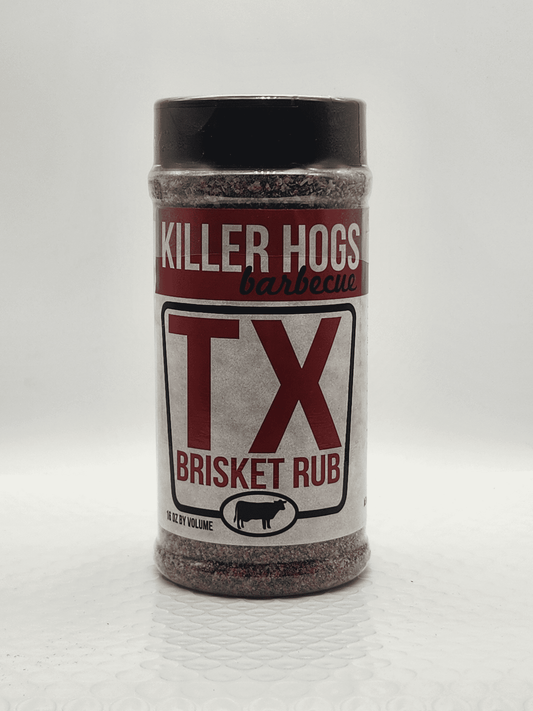 KILLER HOGS
barbecue
TX
BRISKET RUB
16 OZ BY VOLUME